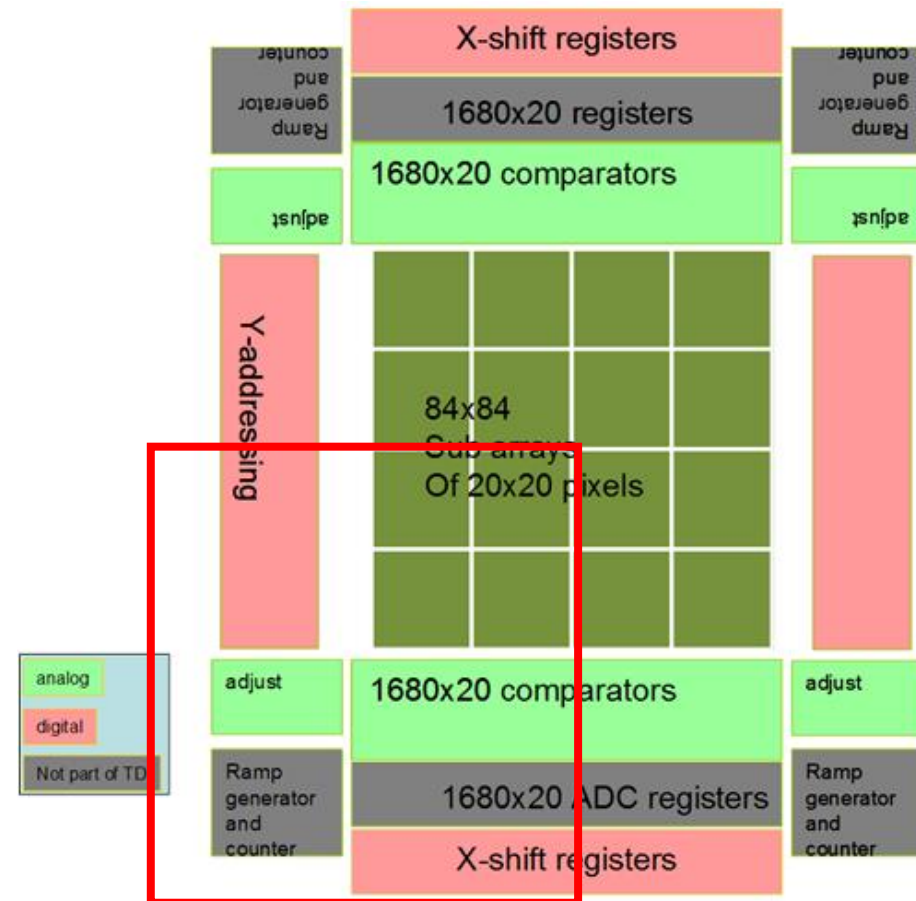 X-shift registers
Ramp
generator
and
counter
1680x20 registers
Ramp
generator
and
counter
1680x20 comparators
adjust
adjust
Y-addressing
84x84
Sub arrays
Of 20x20 pixels
analog
digital
Not part of TD
adjust
1680x20 comparators
adjust
Ramp
generator
and
counter
1680x20 ADC registers
Ramp
generator
and
counter
X-shift registers